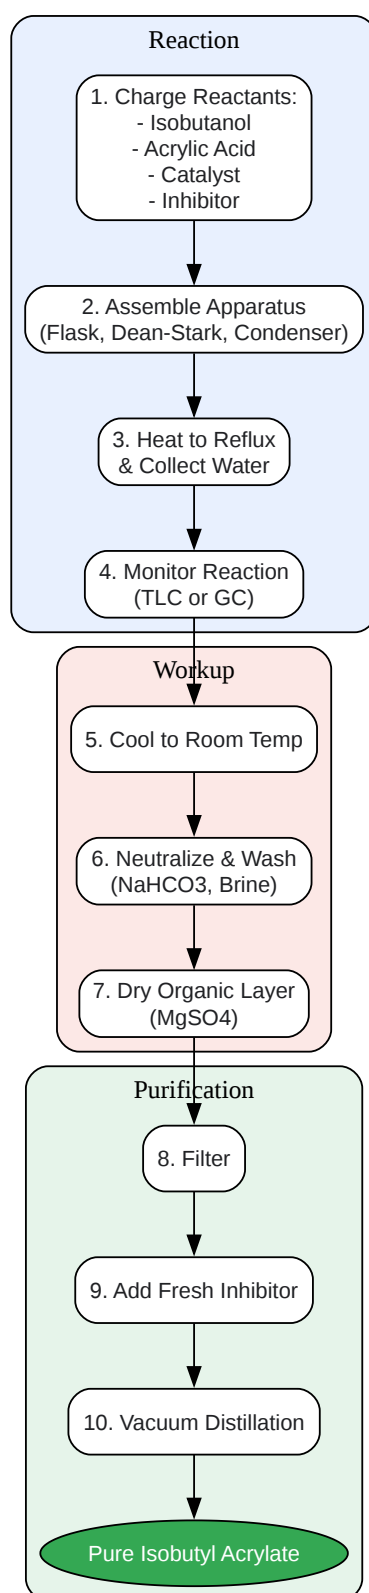 Reaction
1. Charge Reactants:
- Isobutanol
- Acrylic Acid
- Catalyst
- Inhibitor
2. Assemble Apparatus
(Flask, Dean-Stark, Condenser)
3. Heat to Reflux
& Collect Water
4. Monitor Reaction
(TLC or GC)
Workup
5. Cool to Room Temp
6. Neutralize & Wash
(NaHCO3, Brine)
7. Dry Organic Layer
(MgSO4)
Purification
8. Filter
9. Add Fresh Inhibitor
10. Vacuum Distillation
Pure Isobutyl Acrylate